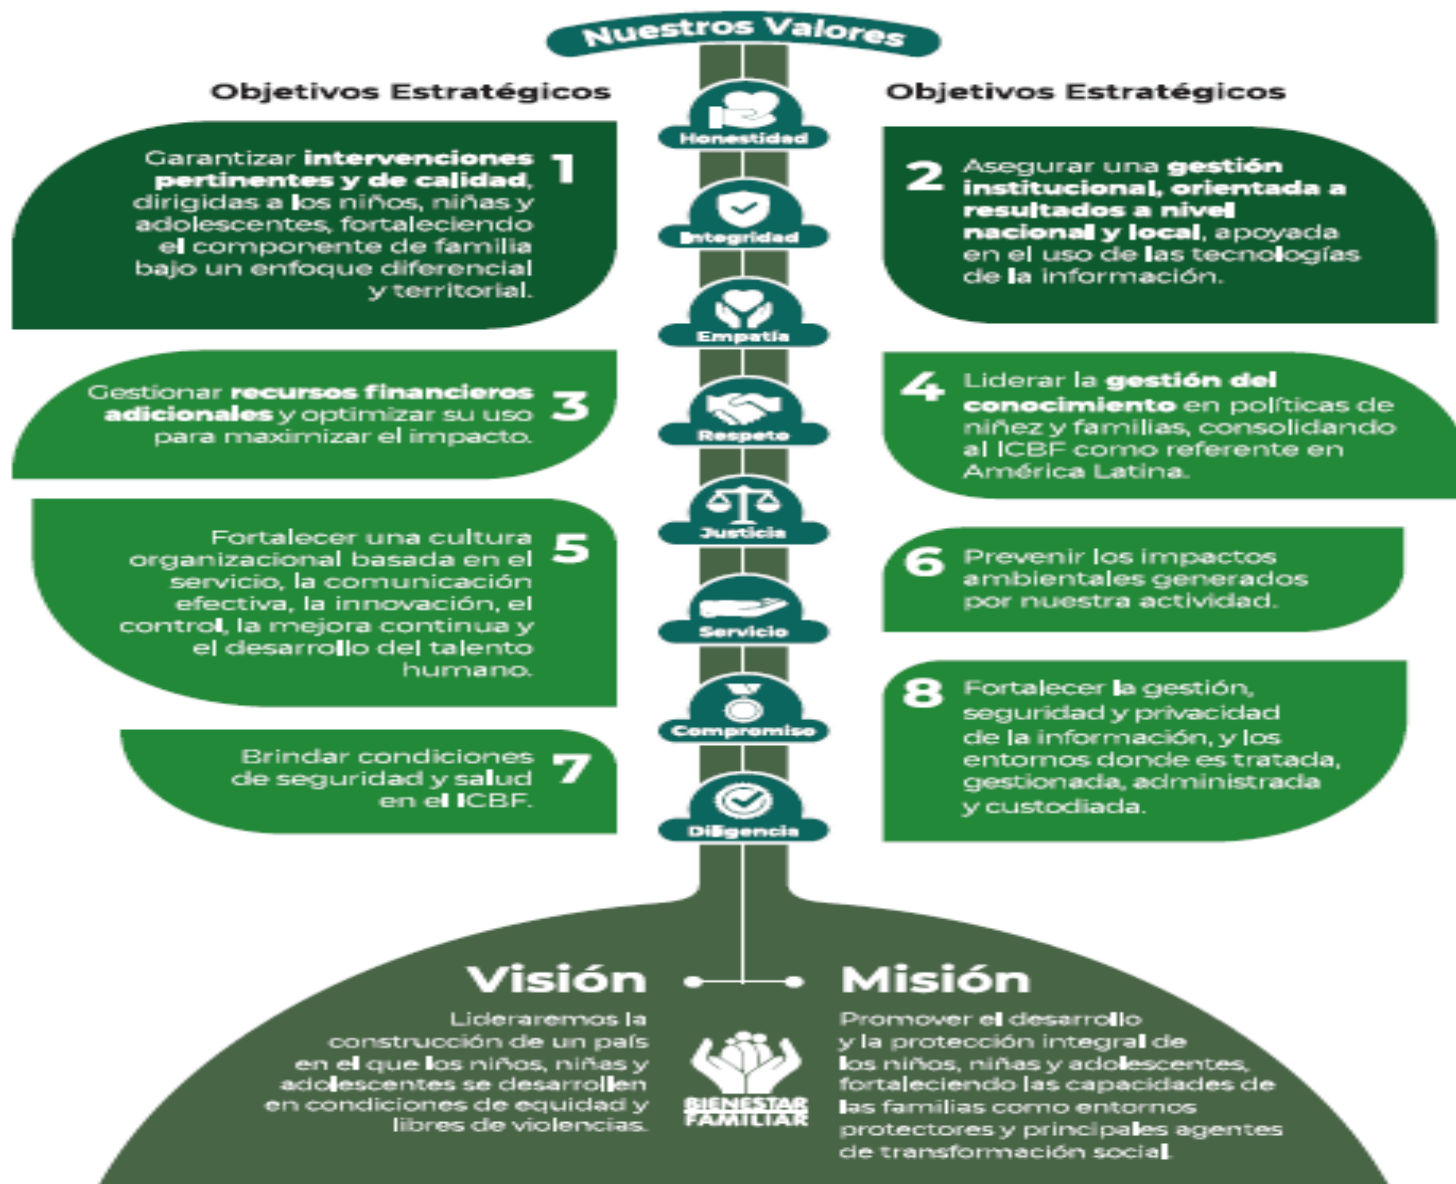 Nuestros Valores
Objetivos Estratégicos
1
Garantizar intervenciones
pertinentes y de calidad,
dirigidas a los niños, niñas y
adolescentes, fortaleciendo
el componente de familia
bajo un enfoque diferencial
y territorial.
3
Gestionar recursos financieros
adicionales y optimizar su uso
para maximizar el impacto.
5
Fortalecer una cultura
organizacional basada en el
servicio, la comunicación
efectiva, la innovación, el
control, la mejora continua y
el desarrollo del talento
humano.
7
Brindar condiciones
de seguridad y salud
en el ICBF.
Honestidad
Integridad
Empatía
Respeto
Justicia
Servicio
Compromiso
Diligencia
Objetivos Estratégicos
2
Asegurar una gestión
institucional, orientada a
resultados a nivel
nacional y local, apoyada
en el uso de las tecnologías
de la información.
4
Liderar la gestión del
conocimiento en políticas de
niñez y familias, consolidando
al ICBF como referente en
América Latina.
6
Prevenir los impactos
ambientales generados
por nuestra actividad.
8
Fortalecer la gestión,
seguridad y privacidad
de la información, y los
entornos donde es tratada,
gestionada, administrada
y custodiada.
Visión
Lideraremos la
construcción de un país
en el que los niños, niñas y
adolescentes se desarrollen
en condiciones de equidad y
libres de violencias.
BIENESTAR
FAMILIAR
Misión
Promover el desarrollo
y la protección integral de
los niños, niñas y adolescentes,
fortaleciendo las capacidades de
las familias como entornos
protectores y principales agentes
de transformación social.